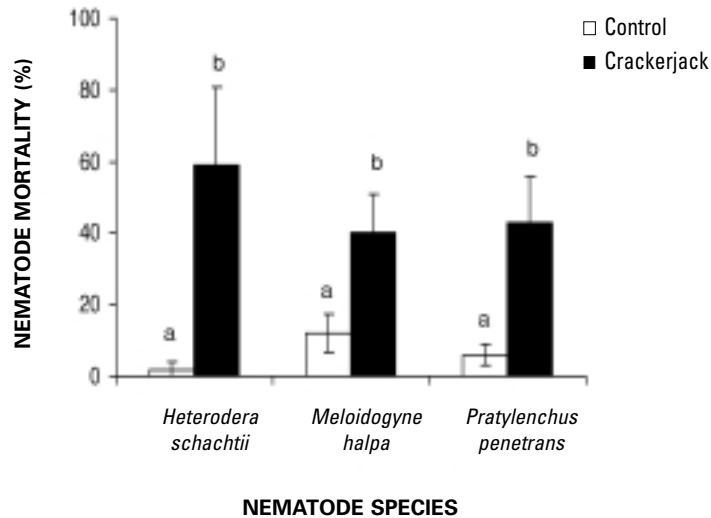 100
80
60
40
20
0
NEMATODE MORTALITY (%)
a
b
a
b
a
b
Control
Crackerjack
Heterodera
schachtii
Meloidogyne
halpa
Pratylenchus
penetrans
NEMATODE SPECIES